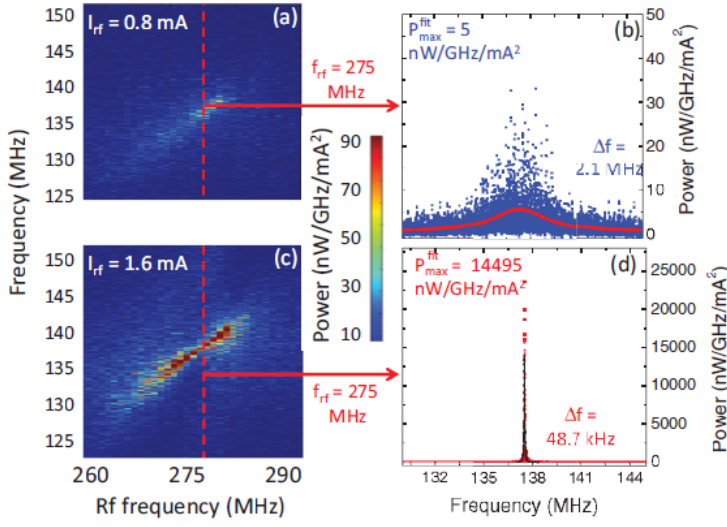 I_rf = 0.8 mA
(a)
150
145
140
135
130
125
f_rf = 275
MHz
P^fit_max = 5
nW/GHz/mA²
(b)
Δf =
2.1 MHz
50
40
30
20
10
0
Power (nW/GHz/mA²)
Frequency (MHz)
90
70
50
30
10
Power (nW/GHz/mA²)
I_rf = 1.6 mA
(c)
150
145
140
135
130
125
260
275
290
Rf frequency (MHz)
f_rf = 275
MHz
P^fit_max = 14495
nW/GHz/mA²
(d)
Δf =
48.7 kHz
25000
20000
15000
10000
5000
0
Power (nW/GHz/mA²)
132
135
138
141
144
Frequency (MHz)